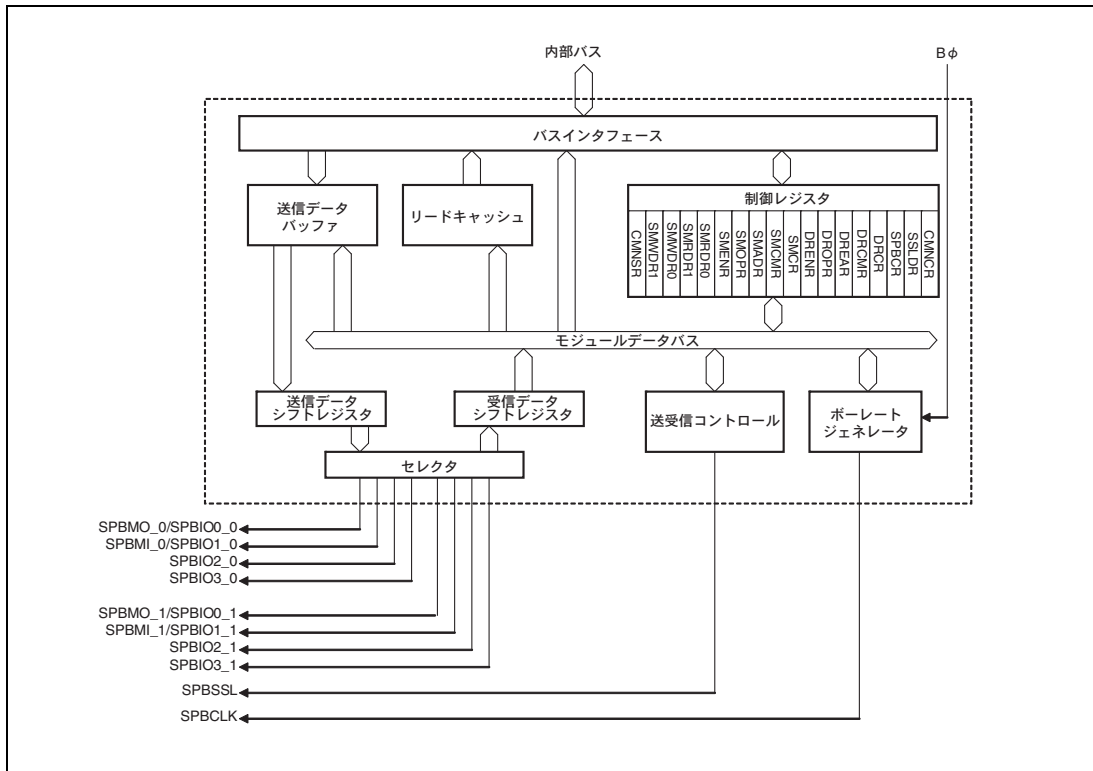 内部バス
Bφ
バスインタフェース
送信データ
バッファ
リードキャッシュ
制御レジスタ
CMNSR
SMWDR1
SMWDR0
SMRDR1
SMRDR0
SMENR
SMOPR
SMADR
SMCMR
SMCR
DRENR
DROPR
DREAR
DRCMR
DRCR
SPBCR
SSLDR
CMNCR
モジュールデータバス
送信データ
シフトレジスタ
受信データ
シフトレジスタ
送受信コントロール
ボーレート
ジェネレータ
セレクタ
SPBMO_0/SPBIO0_0
SPBMI_0/SPBIO1_0
SPBIO2_0
SPBIO3_0
SPBMO_1/SPBIO0_1
SPBMI_1/SPBIO1_1
SPBIO2_1
SPBIO3_1
SPBSSL
SPBCLK